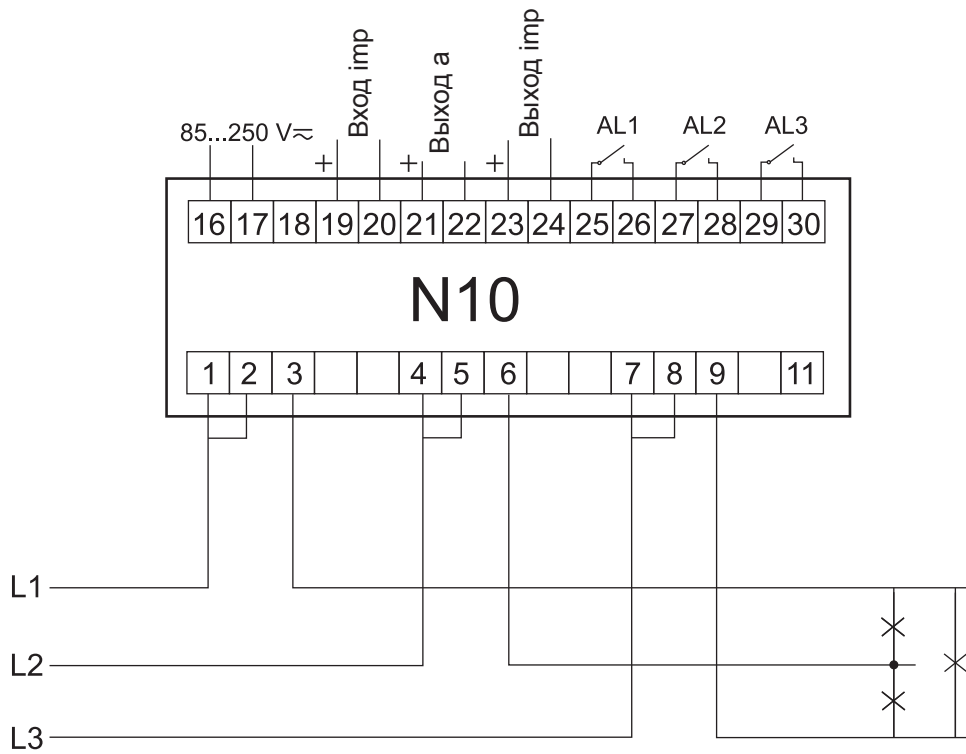 Вход imp
Выход a
Выход imp
85...250 V≂
AL1 AL2 AL3
+ + +
16 17 18 19 20 21 22 23 24 25 26 27 28 29 30
N10
1 2 3 4 5 6 7 8 9 11
L1
L2
L3